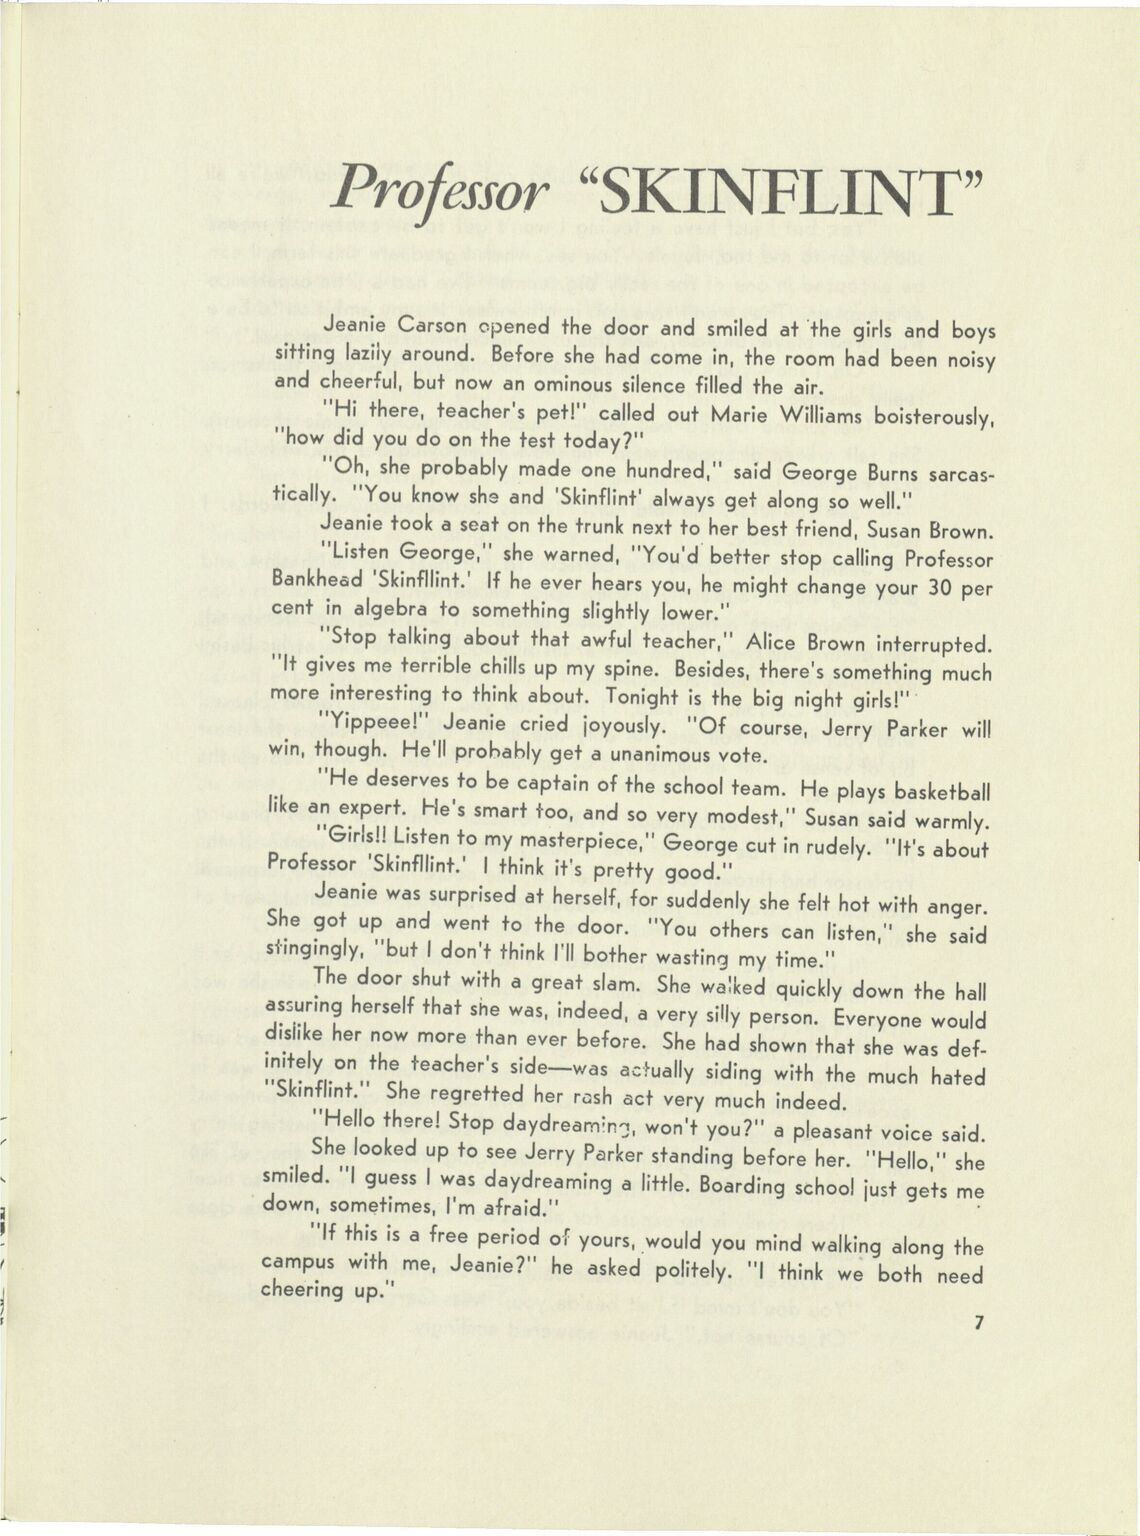 Professor "SKINFLINT"
Jeanie Carson opened the door and smiled at the girls and boys
sitting lazily around. Before she had come in, the room had been noisy
and cheerful, but now an ominous silence filled the air.
"Hi there, teacher's pet!" called out Marie Williams boisterously,
"how did you do on the test today?"
"Oh, she probably made one hundred," said George Burns sarcas-
tically. "You know she and 'Skinflint' always get along so well."
Jeanie took a seat on the trunk next to her best friend, Susan Brown.
"Listen George," she warned, "You'd better stop calling Professor
Bankhead 'Skinfllint.' If he ever hears you, he might change your 30 per
cent in algebra to something slightly lower."
"Stop talking about that awful teacher," Alice Brown interrupted.
"It gives me terrible chills up my spine. Besides, there's something much
more interesting to think about. Tonight is the big night girls!"
"Yippeee!" Jeanie cried joyously. "Of course, Jerry Parker will
win, though. He'll probably get a unanimous vote.
"He deserves to be captain of the school team. He plays basketball
like an expert. He's smart too, and so very modest," Susan said warmly.
"Girls!! Listen to my masterpiece," George cut in rudely. "It's about
Professor 'Skinfllint.' I think it's pretty good."
Jeanie was surprised at herself, for suddenly she felt hot with anger.
She got up and went to the door. "You others can listen," she said
stingingly, "but I don't think I'll bother wasting my time."
The door shut with a great slam. She walked quickly down the hall
assuring herself that she was, indeed, a very silly person. Everyone would
dislike her now more than ever before. She had shown that she was def-
initely on the teacher's side—was actually siding with the much hated
"Skinflint." She regretted her rash act very much indeed.
"Hello there! Stop daydreaming, won't you?" a pleasant voice said.
She looked up to see Jerry Parker standing before her. "Hello," she
smiled. "I guess I was daydreaming a little. Boarding school just gets me
down, sometimes, I'm afraid."
"If this is a free period of yours, would you mind walking along the
campus with me, Jeanie?" he asked politely. "I think we both need
cheering up."
7